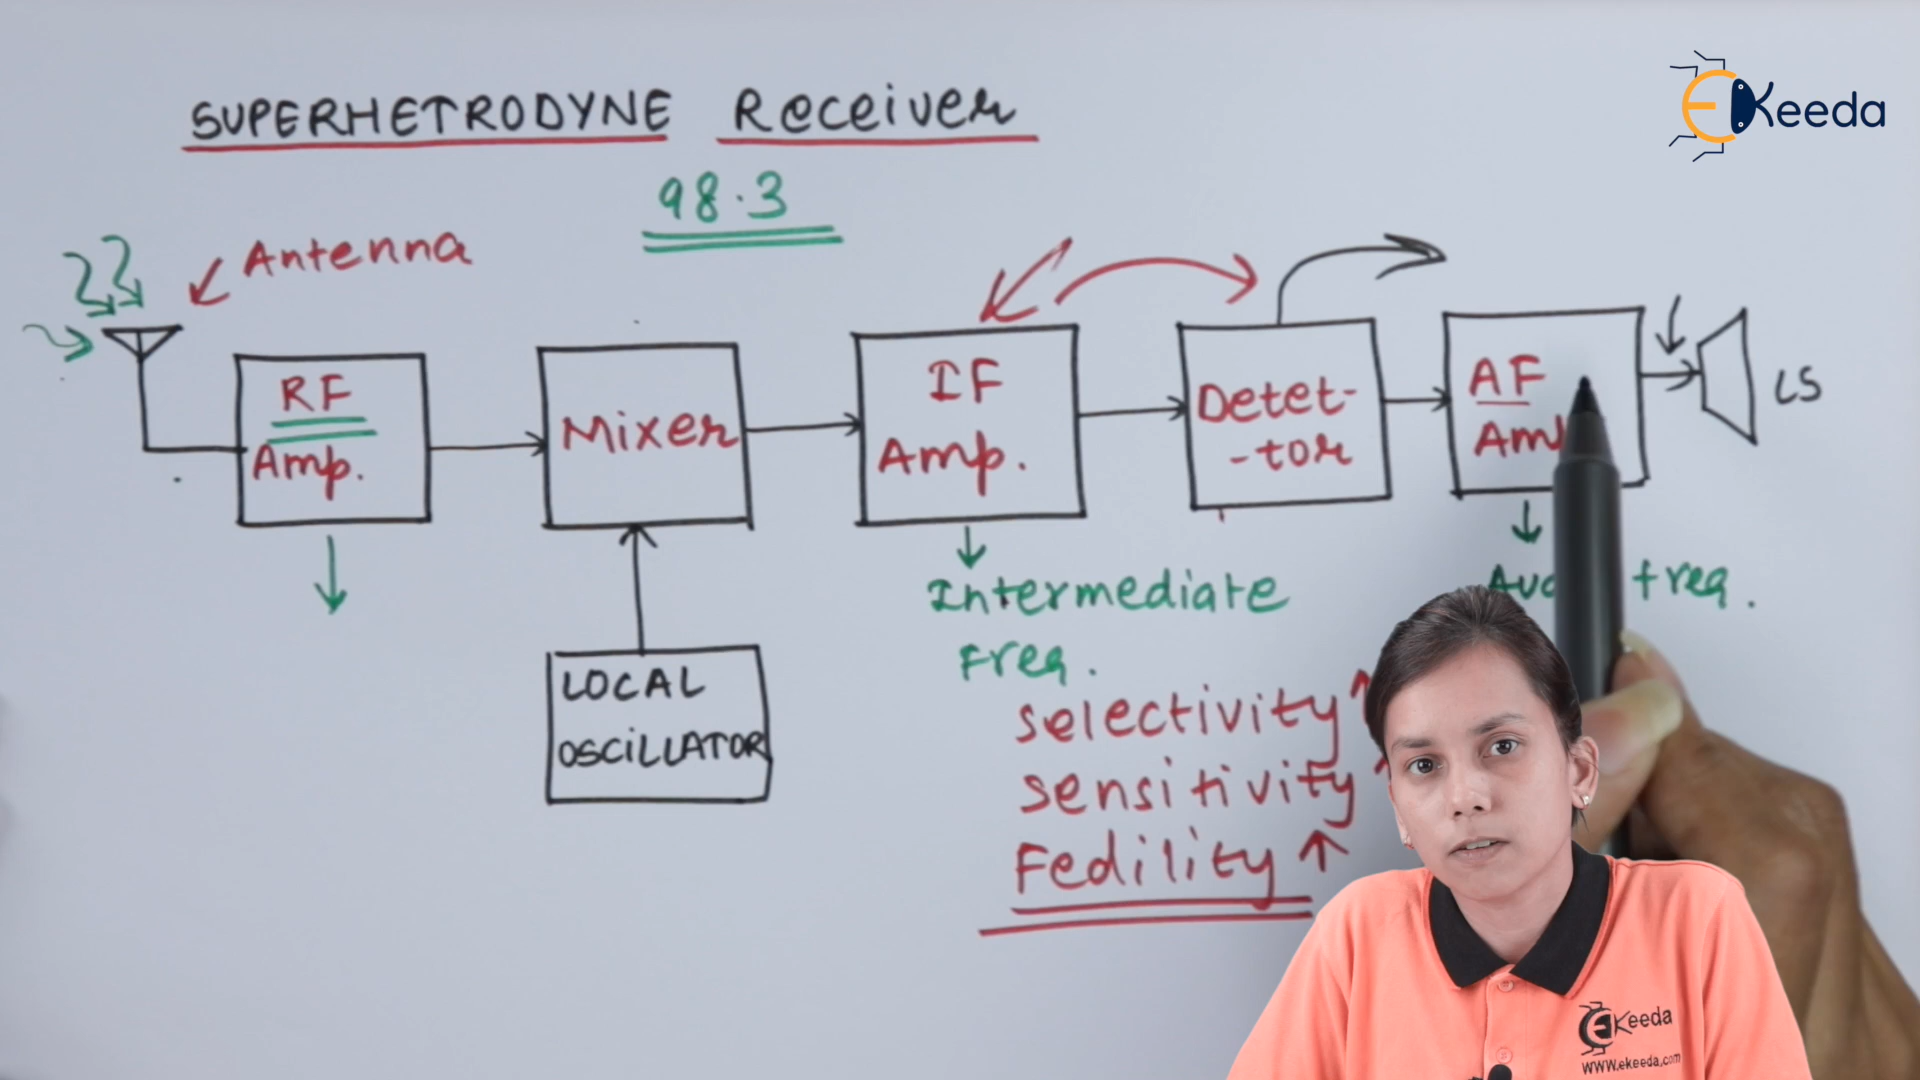 SUPERHETRODYNE Receiver
EKeeda
98.3
Antenna
RF
Amp.
Mixer
IF
Amp.
Detet-
-tor
AF
LS
Intermediate
Freq.
freq.
LOCAL
OSCILLATOR
selectivity ↑
sensitivity ↑
Fedility ↑
EKeeda
www.ekeeda.com